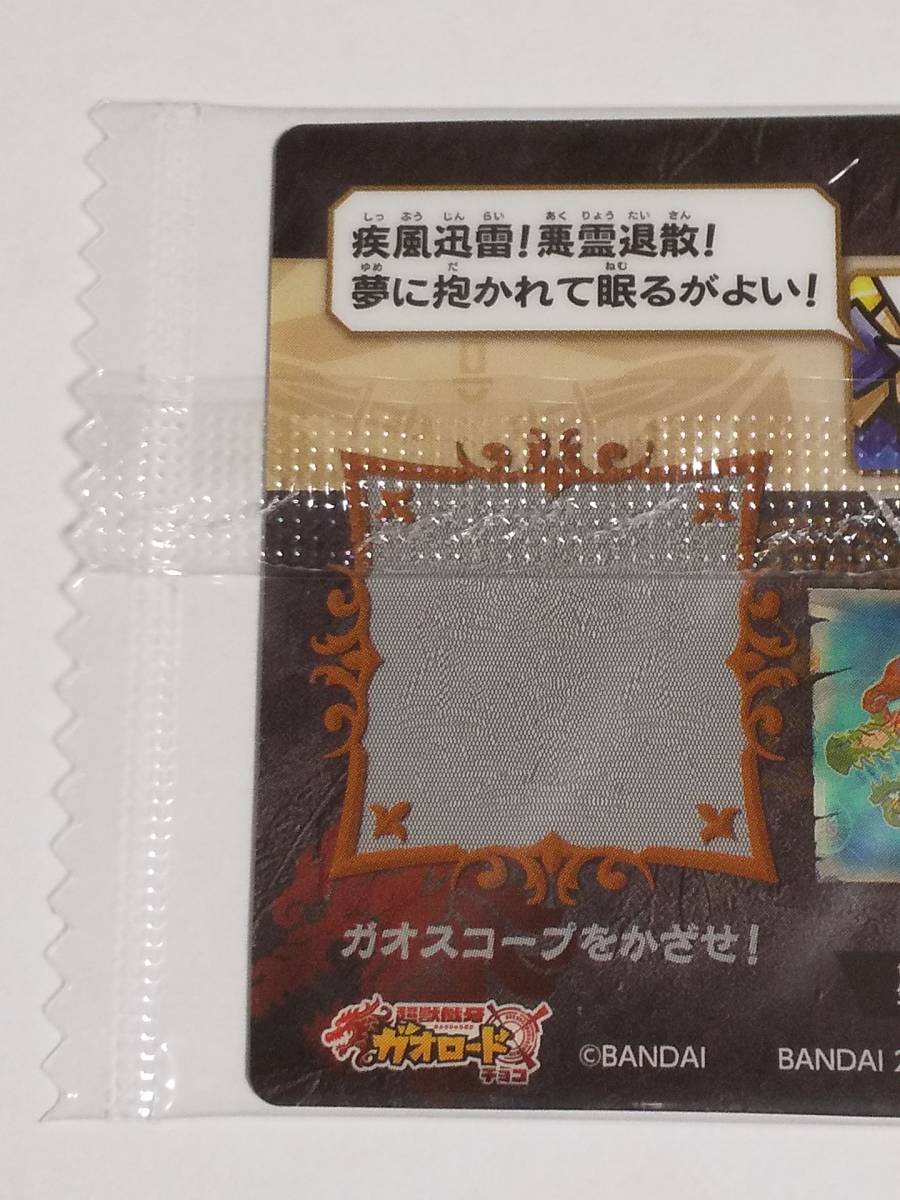 しっ ぷう じん らい あく りょう たい さん
疾風迅雷！悪霊退散！
ゆめ だ ねむ
夢に抱かれて眠るがよい！
ガオスコープをかざせ！
超獣戯牙
ガオロード
チョコ
©BANDAI
BANDAI 2